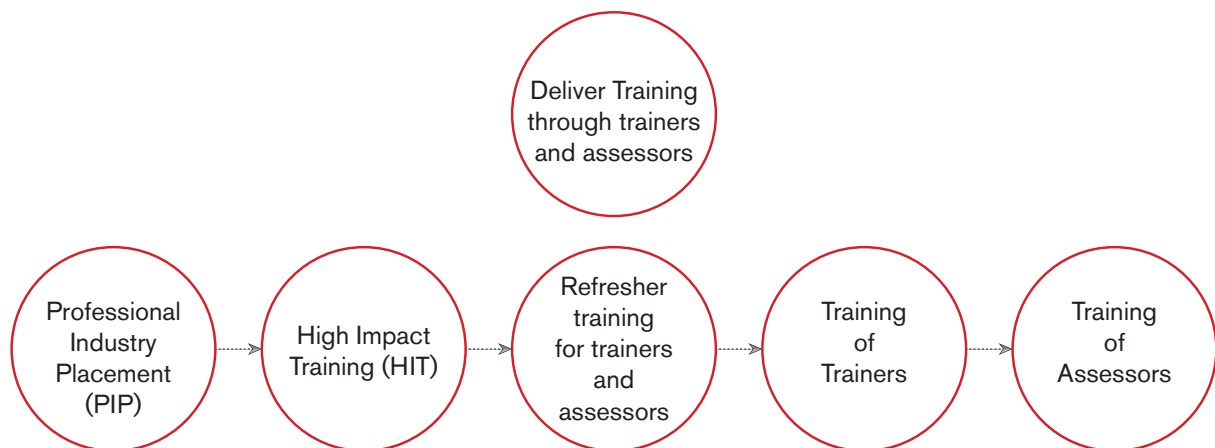 Deliver Training
through trainers
and assessors
Professional
Industry
Placement
(PIP)
High Impact
Training (HIT)
Refresher
training
for trainers
and
assessors
Training
of
Trainers
Training
of
Assessors